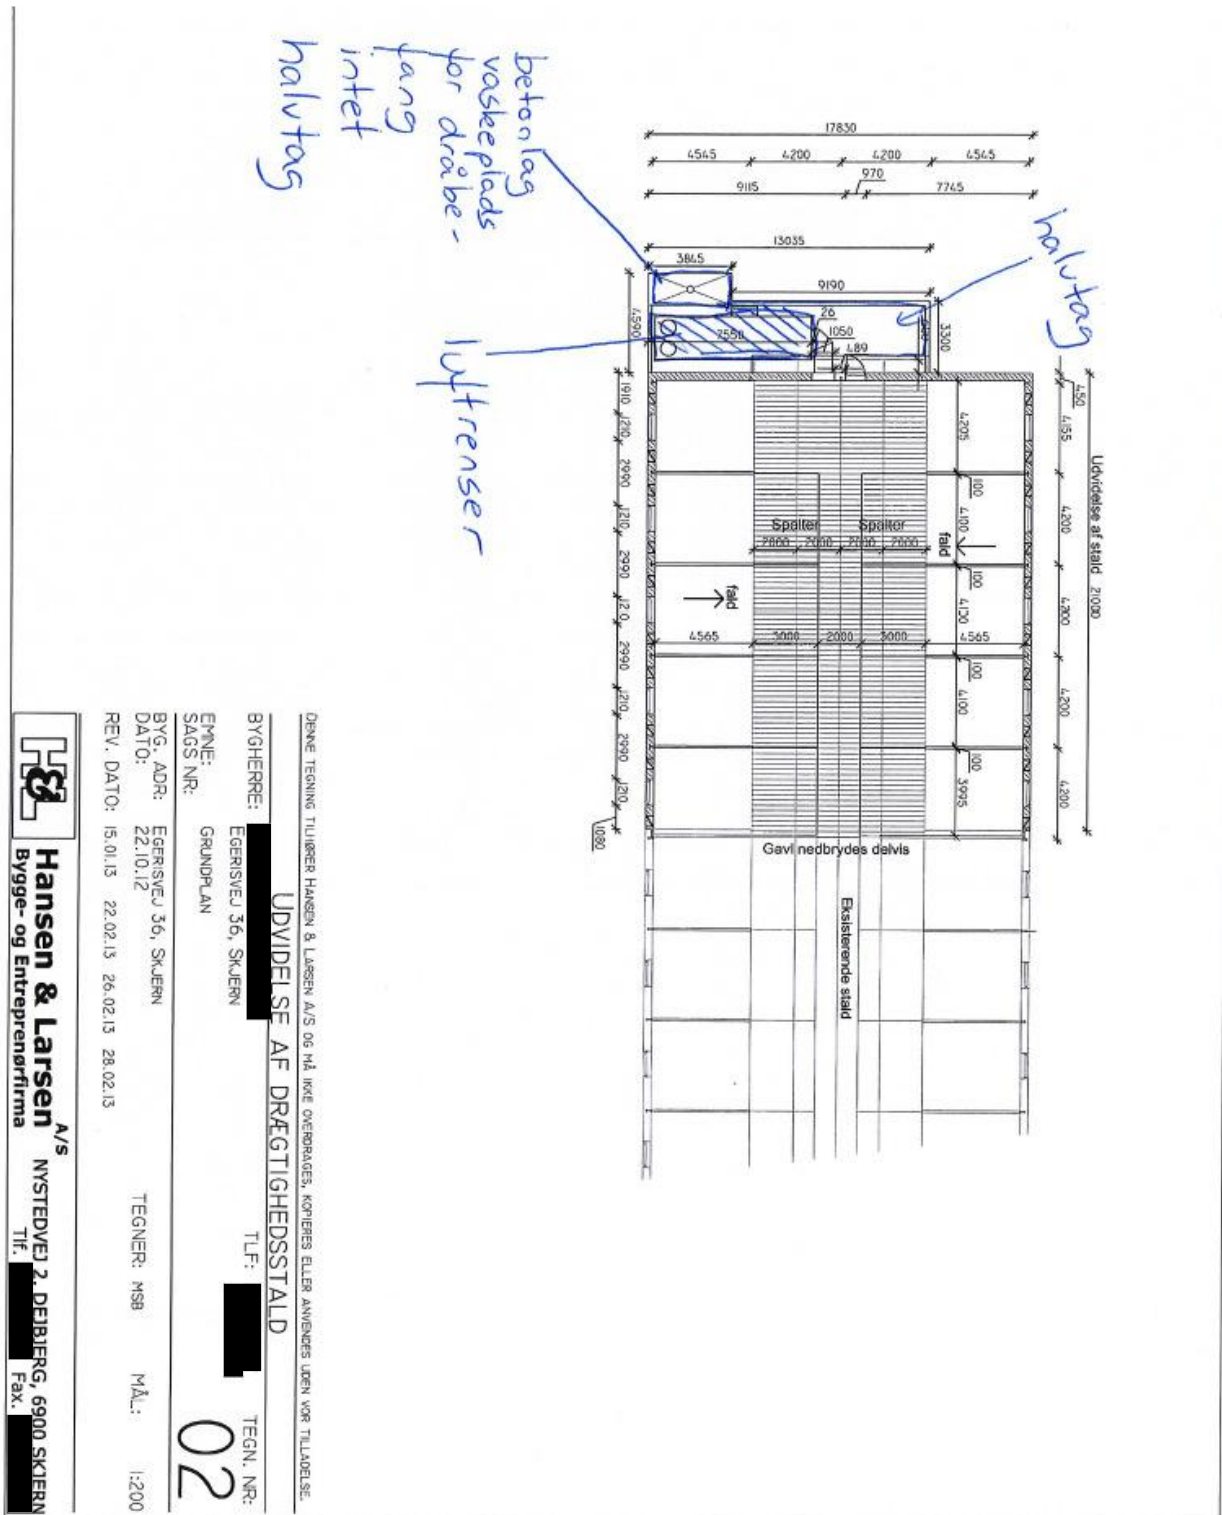 betonlag
vaskeplads
for dråbe-
fang
intet
halvtag
luftrenser
halvtag
17830
4545 4200 4200 4545
9115 970 7745
13035
3845
9190
4590
3300
26
7550
1050
489
1910 1210 2990 1210 2990 1210 2990 1210 2990 1210 1080
450 4155 4200 4200 4200 4200
Udvidelse af stald 21000
4205 100 4100 100 4100 100 4100 100 3995
Spalter Spalter
2000 2000 2000 2000
fald
fald
4565 3000 2000 3000 4565
Gavl nedbrydes delvis
Eksisterende stald
DENNE TEGNING TILHØRER HANSEN & LARSEN A/S OG MÅ IKKE OVERDRAGES, KOPIERES ELLER ANVENDES UDEN VOR TILLADELSE.
UDVIDELSE AF DRÆGTIGHEDSSTALD
BYGHERRE: TLF: TEGN. NR:
EGERISVEJ 36, SKJERN
02
EMNE: GRUNDPLAN
SAGS NR:
BYG. ADR: EGERISVEJ 36, SKJERN
DATO: 22.10.12 TEGNER: MSB MÅL: 1:200
REV. DATO: 15.01.13 22.02.13 26.02.13 28.02.13
H&L
Hansen & Larsen A/S NYSTEDVEJ 2, DEJBJERG, 6900 SKJERN
Bygge- og Entreprenørfirma Tlf. Fax.